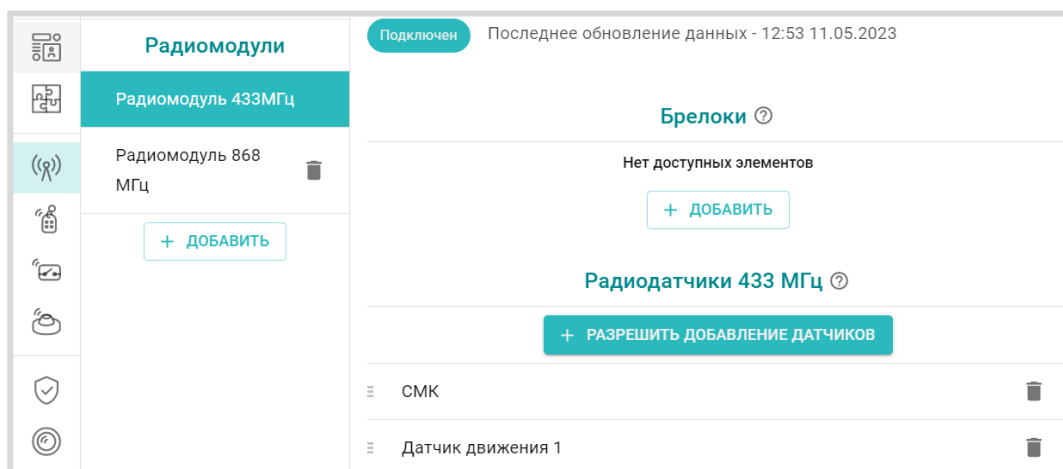 Радиомодули
Радиомодуль 433МГц
Радиомодуль 868
МГц
+ ДОБАВИТЬ
Подключен
Последнее обновление данных - 12:53 11.05.2023
Брелоки
Нет доступных элементов
+ ДОБАВИТЬ
Радиодатчики 433 МГц
+ РАЗРЕШИТЬ ДОБАВЛЕНИЕ ДАТЧИКОВ
СМК
Датчик движения 1